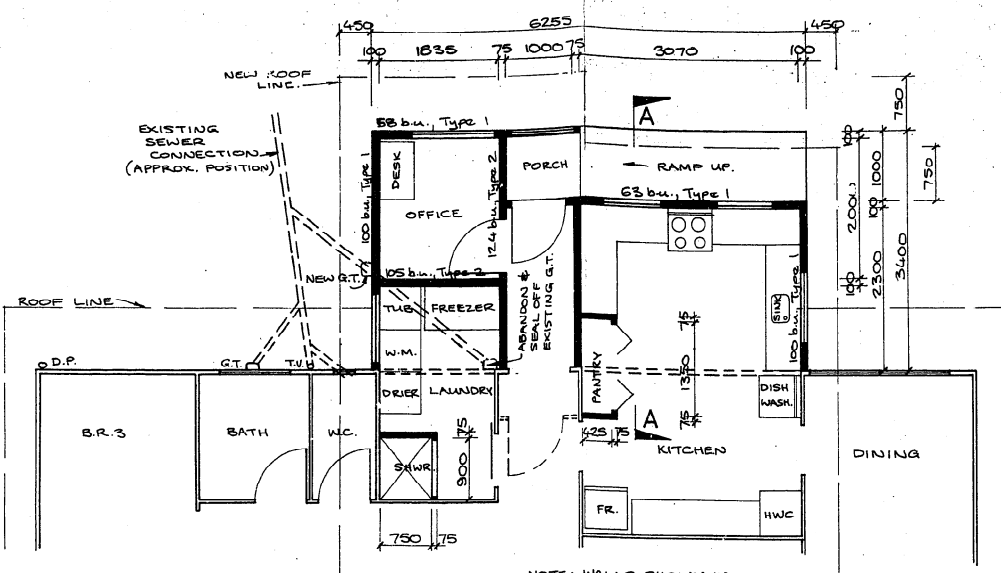 450
6255
450
100
1835
75
1000
75
3070
100
NEW ROOF
LINE.
EXISTING
SEWER
CONNECTION
(APPROX. POSITION)
58 b.u., Type 1
A
750
100
DESK
PORCH
RAMP UP.
100 b.u., Type 1
124 b.u., Type 2
63 b.u., Type 1
OFFICE
1000
750
100
3400
2300
100
NEW G.T.
105 b.u., Type 2
ABANDON &
SEAL OFF
EXISTING G.T.
SINK
100 b.u., Type 1
ROOF LINE
TUB
FREEZER
75
W.M.
D.P.
G.T.
T.V.
PANTRY
1350
DRIER
LAUNDRY
DISH
WASH.
B.R.3
BATH
W.C.
75
75
A
425
75
KITCHEN
DINING
SHWR.
900
FR.
HWC
750
75